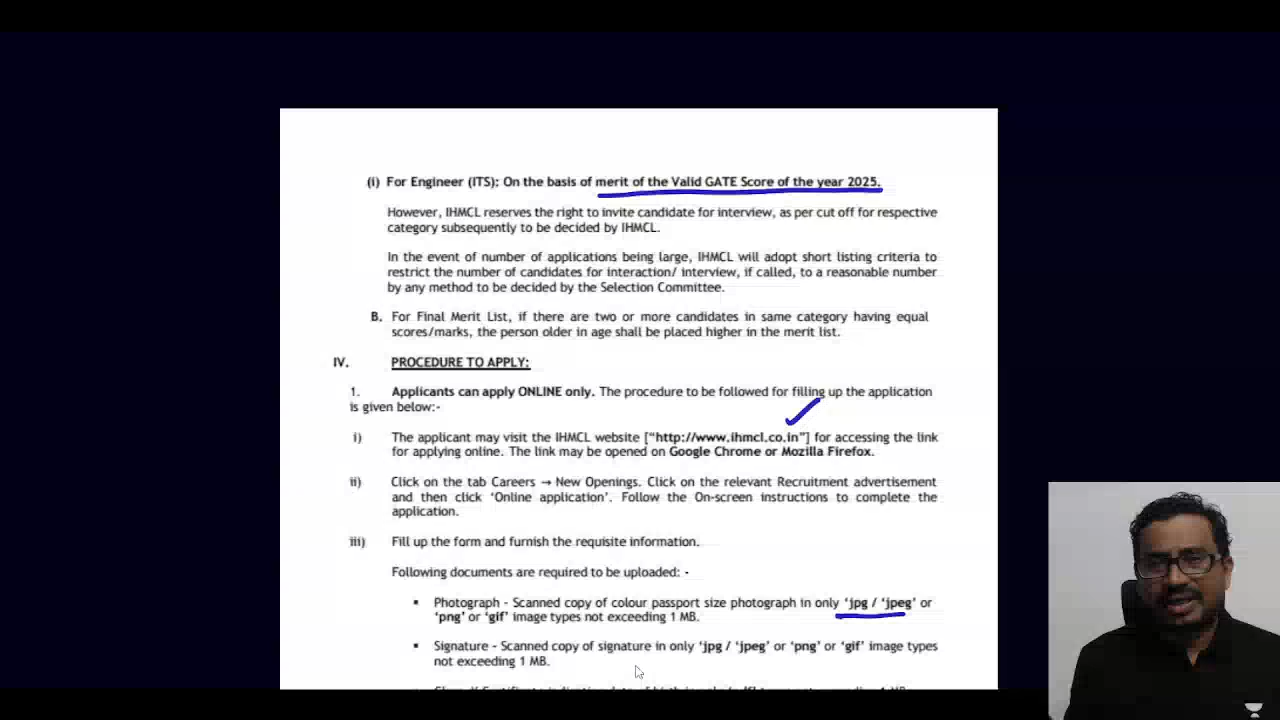 (i) For Engineer (ITS): On the basis of merit of the Valid GATE Score of the year 2025.
However, IHMCL reserves the right to invite candidate for interview, as per cut off for respective
category subsequently to be decided by IHMCL.
In the event of number of applications being large, IHMCL will adopt short listing criteria to
restrict the number of candidates for interaction/ interview, if called, to a reasonable number
by any method to be decided by the Selection Committee.
B. For Final Merit List, if there are two or more candidates in same category having equal
scores/marks, the person older in age shall be placed higher in the merit list.
IV. PROCEDURE TO APPLY:
1. Applicants can apply ONLINE only. The procedure to be followed for filling up the application
is given below:-
i) The applicant may visit the IHMCL website ["http://www.ihmcl.co.in"] for accessing the link
for applying online. The link may be opened on Google Chrome or Mozilla Firefox.
ii) Click on the tab Careers → New Openings. Click on the relevant Recruitment advertisement
and then click 'Online application'. Follow the On-screen instructions to complete the
application.
iii) Fill up the form and furnish the requisite information.
Following documents are required to be uploaded: -
▪ Photograph - Scanned copy of colour passport size photograph in only 'jpg / 'jpeg' or
'png' or 'gif' image types not exceeding 1 MB.
▪ Signature - Scanned copy of signature in only 'jpg / 'jpeg' or 'png' or 'gif' image types
not exceeding 1 MB.